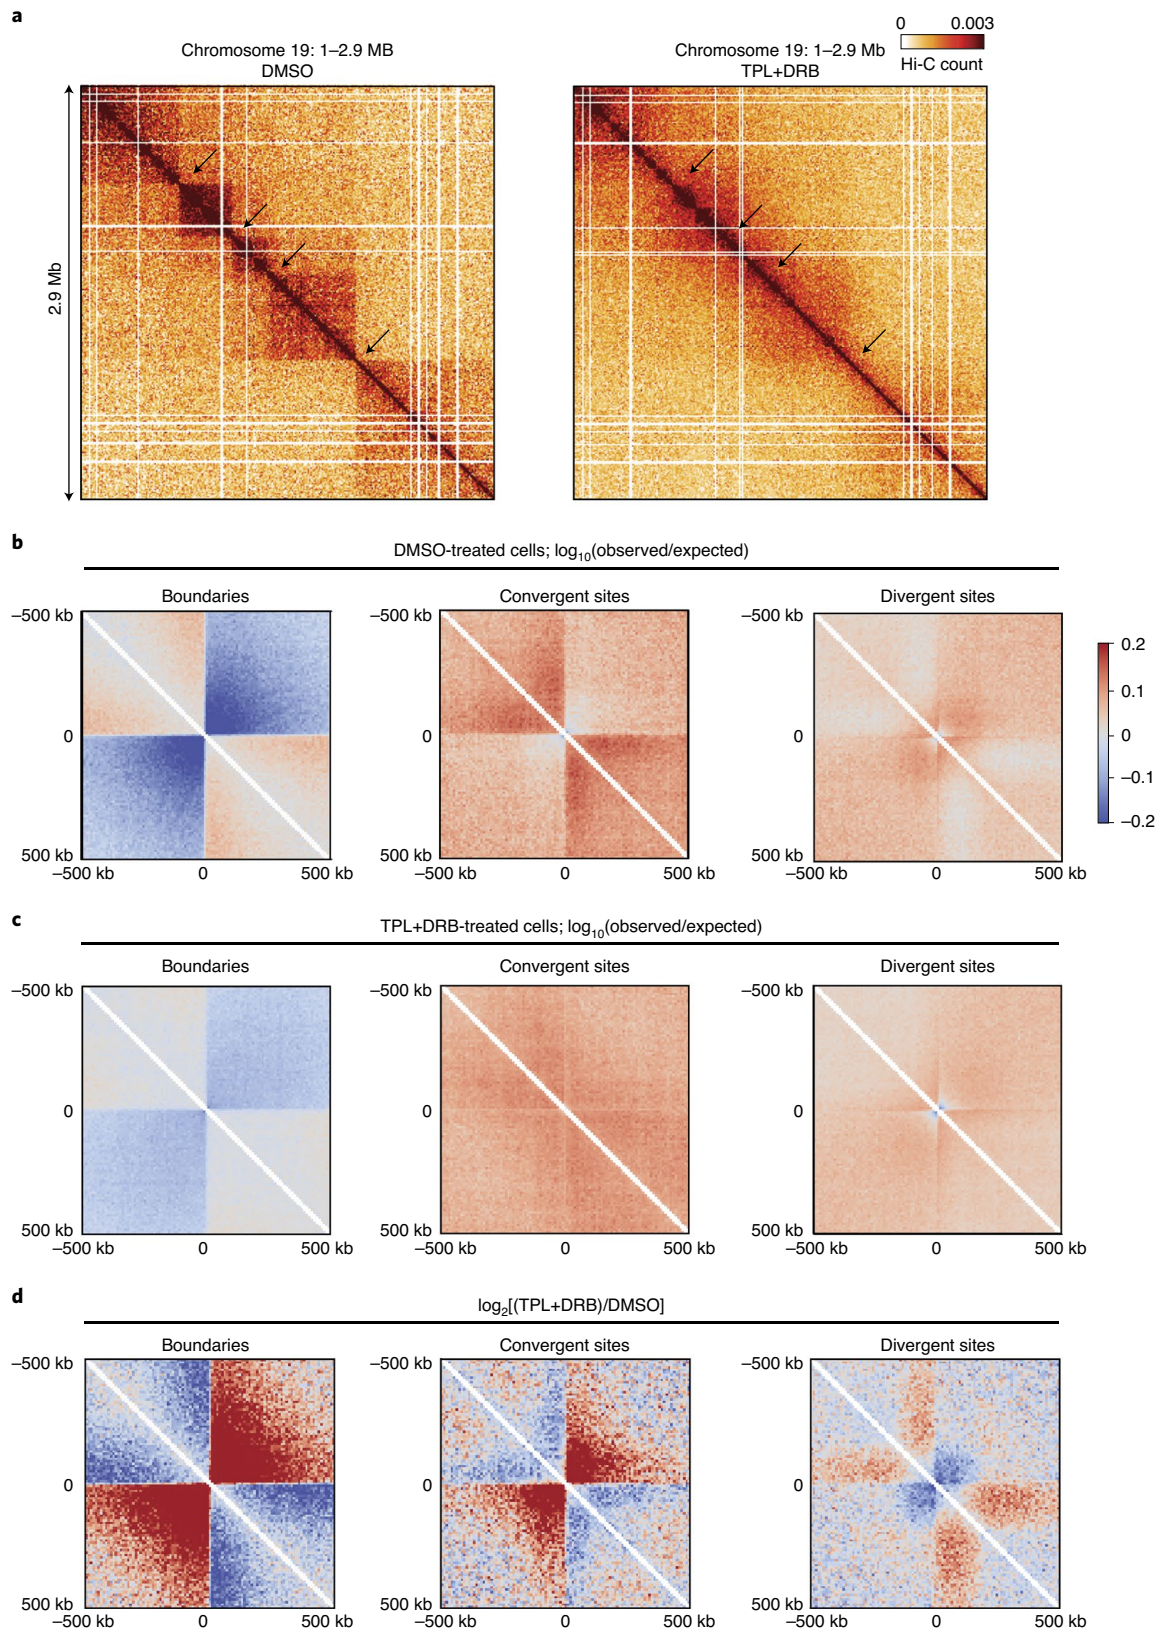 a
0 0.003
Hi-C count
Chromosome 19: 1–2.9 MB
DMSO
Chromosome 19: 1–2.9 Mb
TPL+DRB
2.9 Mb
b
DMSO-treated cells; log10(observed/expected)
Boundaries Convergent sites Divergent sites
–500 kb –500 kb –500 kb
0 0 0
500 kb 500 kb 500 kb
–500 kb 0 500 kb –500 kb 0 500 kb –500 kb 0 500 kb
0.2
0.1
0
–0.1
–0.2
c
TPL+DRB-treated cells; log10(observed/expected)
Boundaries Convergent sites Divergent sites
–500 kb –500 kb –500 kb
0 0 0
500 kb 500 kb 500 kb
–500 kb 0 500 kb –500 kb 0 500 kb –500 kb 0 500 kb
d
log2[(TPL+DRB)/DMSO]
Boundaries Convergent sites Divergent sites
–500 kb –500 kb –500 kb
0 0 0
500 kb 500 kb 500 kb
–500 kb 0 500 kb –500 kb 0 500 kb –500 kb 0 500 kb